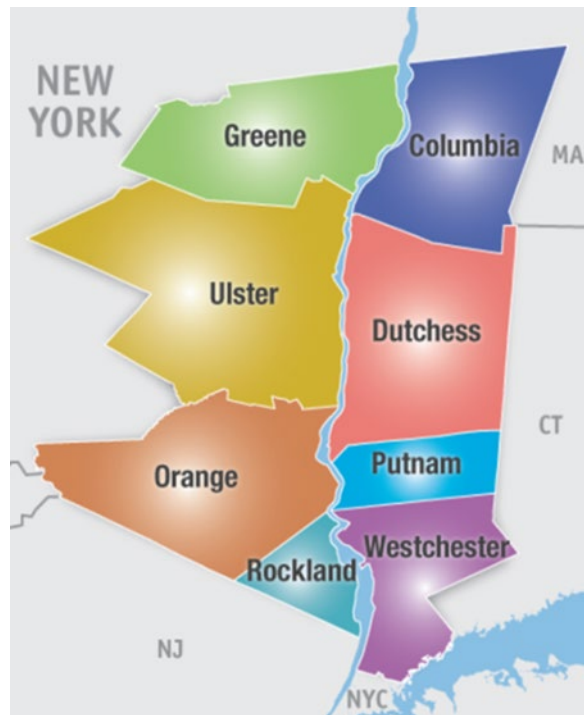 NEW
YORK
Greene
Columbia
MA
Ulster
Dutchess
CT
Orange
Putnam
Westchester
Rockland
NJ
NYC